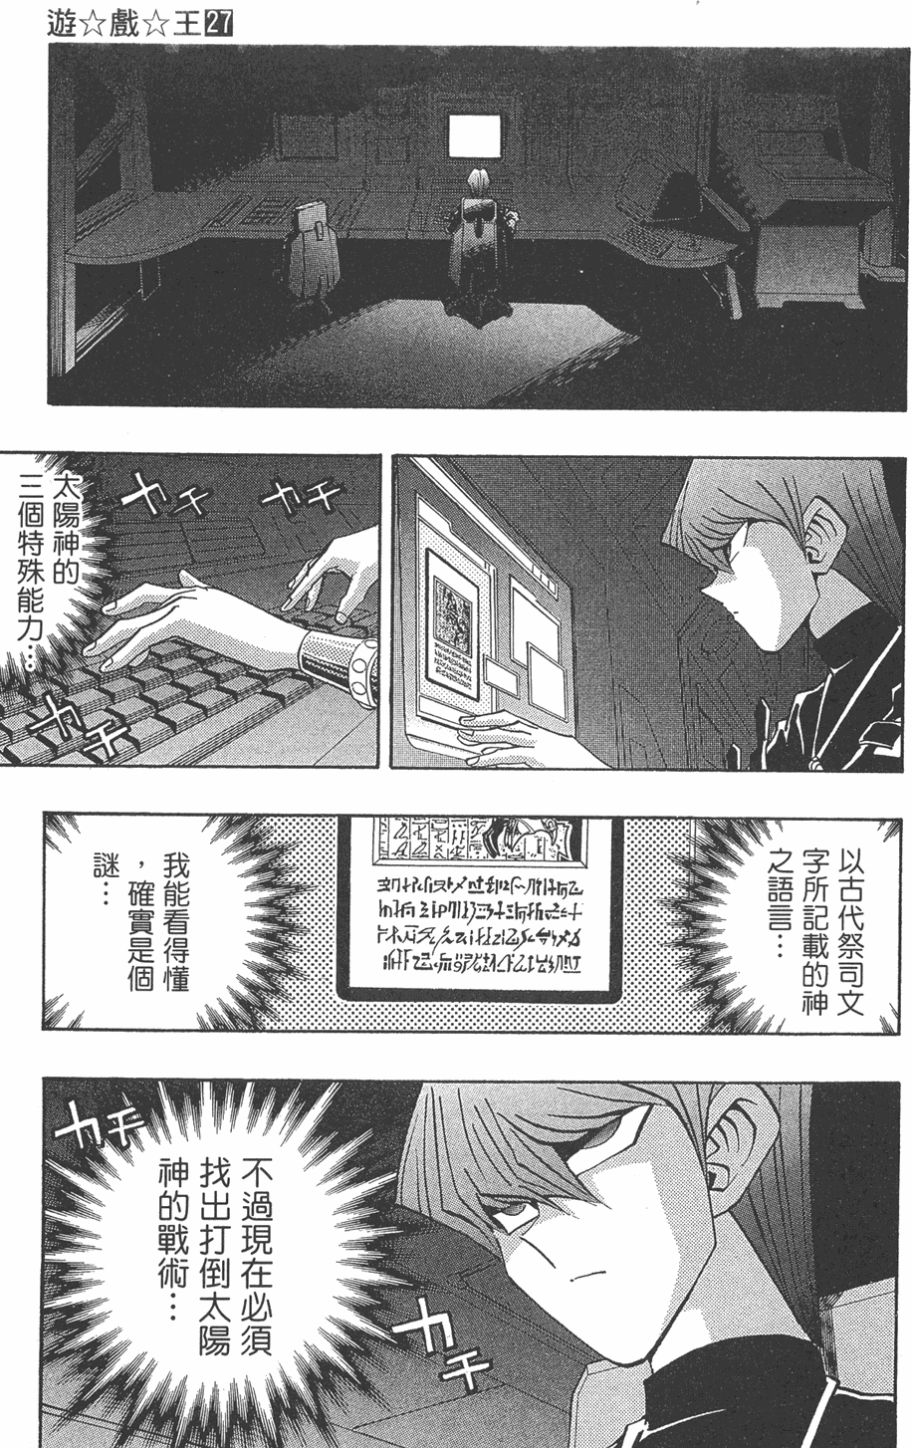 遊☆戲☆王27
カチ
カチ
カチ
太陽神的
三個特殊能力…
以古代祭司文
字所記載的神
之語言…
我能看得懂
，確實是個
謎…
カチ
不過現在必須
找出打倒太陽
神的戰術…
カチ